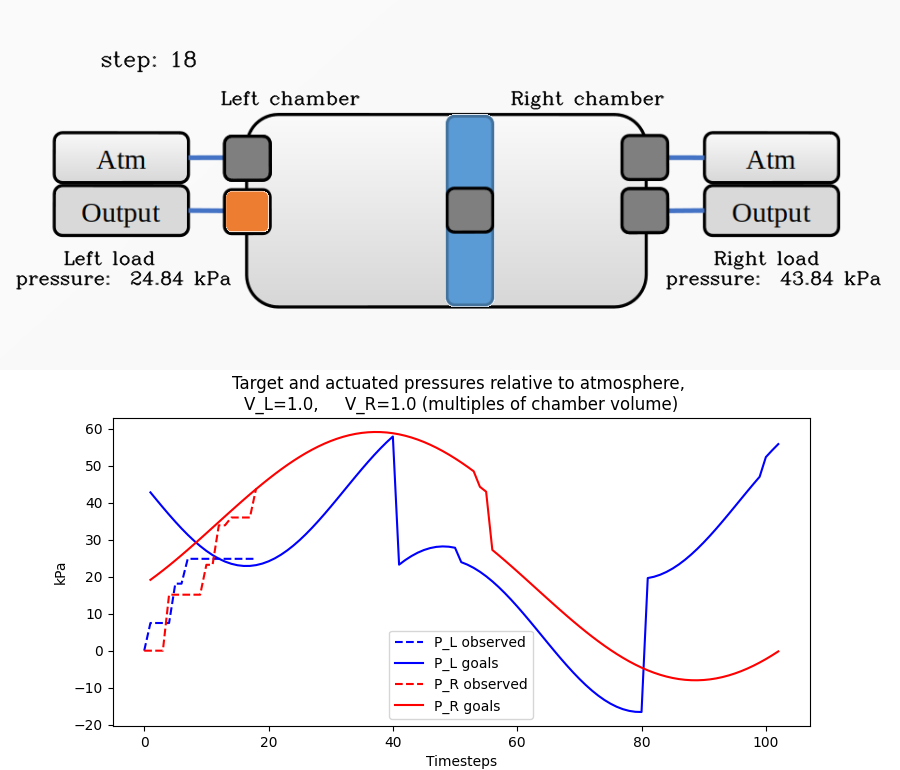 step: 18
Left chamber
Right chamber
Atm
Atm
Output
Output
Left load
pressure: 24.84 kPa
Right load
pressure: 43.84 kPa
Target and actuated pressures relative to atmosphere,
V_L=1.0, V_R=1.0 (multiples of chamber volume)
60
50
40
30
20
10
0
−10
−20
kPa
P_L observed
P_L goals
P_R observed
P_R goals
0 20 40 60 80 100
Timesteps